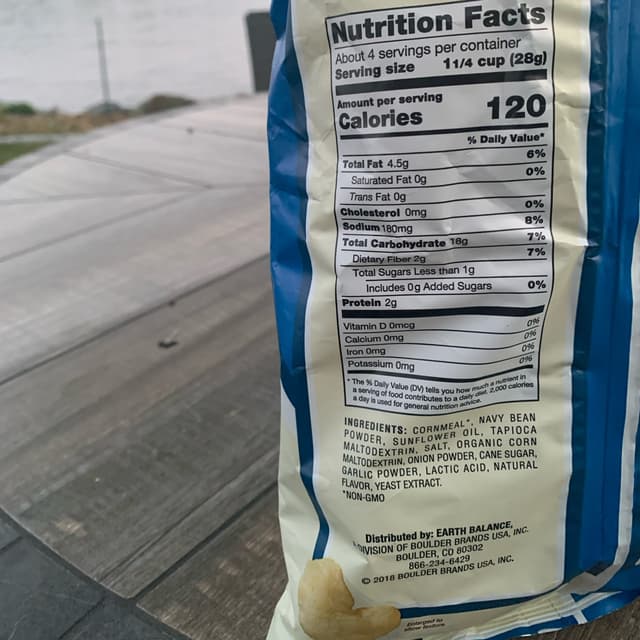 Nutrition Facts
About 4 servings per container
Serving size 1 1/4 cup (28g)
Amount per serving
Calories 120
% Daily Value*
Total Fat 4.5g 6%
Saturated Fat 0g 0%
Trans Fat 0g
Cholesterol 0mg 0%
Sodium 180mg 8%
Total Carbohydrate 18g 7%
Dietary Fiber 2g 7%
Total Sugars Less than 1g
Includes 0g Added Sugars 0%
Protein 2g
Vitamin D 0mcg 0%
Calcium 0mg 0%
Iron 0mg 0%
Potassium 0mg 0%
* The % Daily Value (DV) tells you how much a nutrient in
a serving of food contributes to a daily diet. 2,000 calories
a day is used for general nutrition advice.
INGREDIENTS: CORNMEAL*, NAVY BEAN
POWDER, SUNFLOWER OIL, TAPIOCA
MALTODEXTRIN, SALT, ORGANIC CORN
MALTODEXTRIN, ONION POWDER, CANE SUGAR,
GARLIC POWDER, LACTIC ACID, NATURAL
FLAVOR, YEAST EXTRACT.
*NON-GMO
Distributed by: EARTH BALANCE,
A DIVISION OF BOULDER BRANDS USA, INC.
BOULDER, CO 80302
866-234-6429
© 2018 BOULDER BRANDS USA, INC.
Enlarged to
show texture